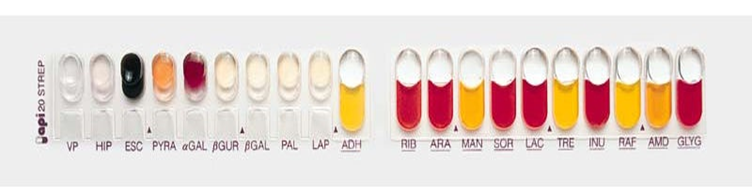 api 20 STREP
VP HIP ESC PYRA αGAL βGUR βGAL PAL LAP ADH RIB ARA MAN SOR LAC TRE INU RAF AMD GLYG